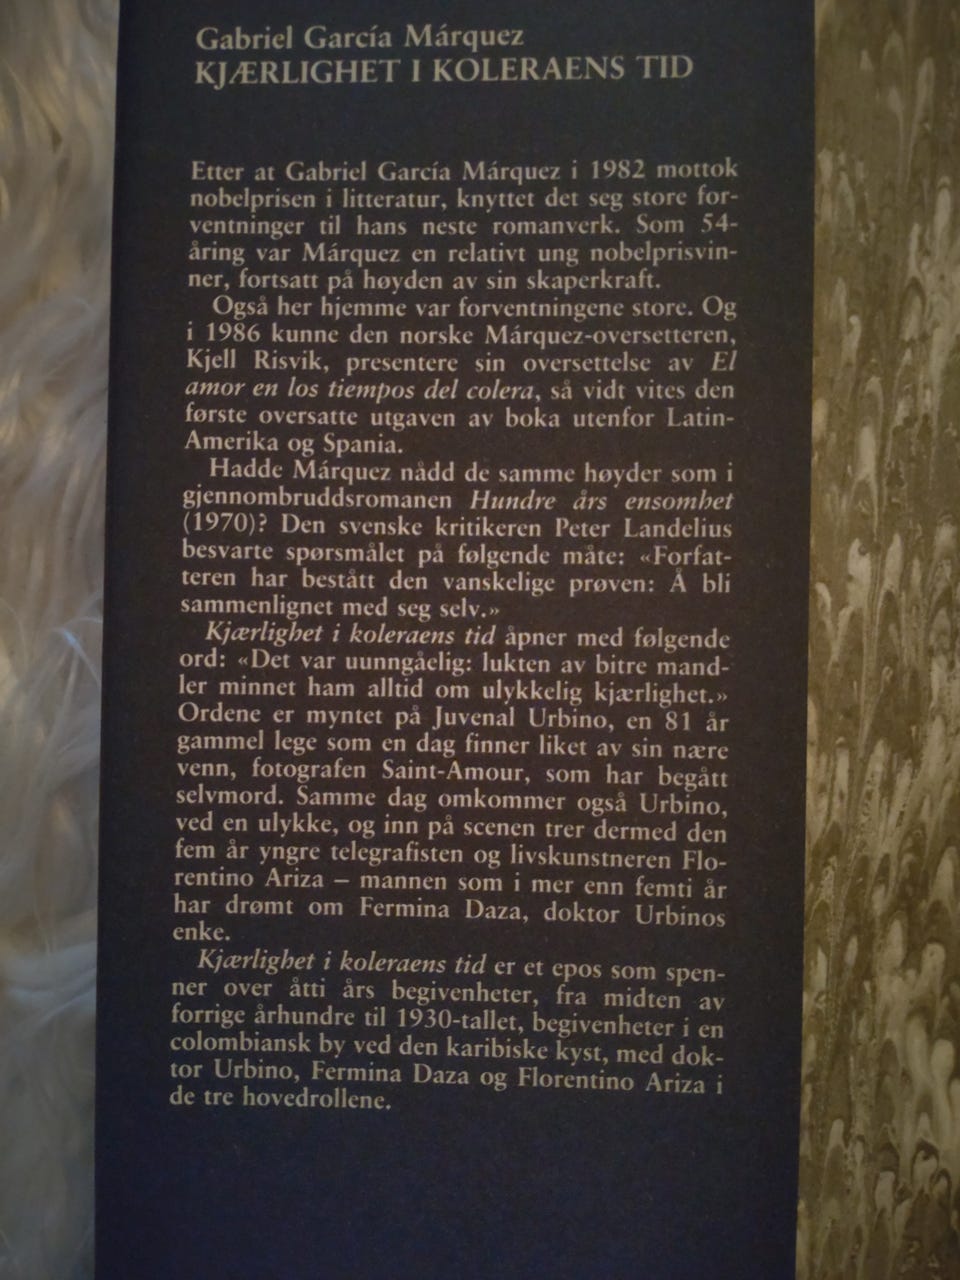 Gabriel García Márquez
KJÆRLIGHET I KOLERAENS TID
Etter at Gabriel García Márquez i 1982 mottok
nobelprisen i litteratur, knyttet det seg store for-
ventninger til hans neste romanverk. Som 54-
åring var Márquez en relativt ung nobelprisvin-
ner, fortsatt på høyden av sin skaperkraft.
Også her hjemme var forventningene store. Og
i 1986 kunne den norske Márquez-oversetteren,
Kjell Risvik, presentere sin oversettelse av El
amor en los tiempos del colera, så vidt vites den
første oversatte utgaven av boka utenfor Latin-
Amerika og Spania.
Hadde Márquez nådd de samme høyder som i
gjennombruddsromanen Hundre års ensomhet
(1970)? Den svenske kritikeren Peter Landelius
besvarte spørsmålet på følgende måte: «Forfat-
teren har bestått den vanskelige prøven: Å bli
sammenlignet med seg selv.»
Kjærlighet i koleraens tid åpner med følgende
ord: «Det var uunngåelig: lukten av bitre mand-
ler minnet ham alltid om ulykkelig kjærlighet.»
Ordene er myntet på Juvenal Urbino, en 81 år
gammel lege som en dag finner liket av sin nære
venn, fotografen Saint-Amour, som har begått
selvmord. Samme dag omkommer også Urbino,
ved en ulykke, og inn på scenen trer dermed den
fem år yngre telegrafisten og livskunstneren Flo-
rentino Ariza – mannen som i mer enn femti år
har drømt om Fermina Daza, doktor Urbinos
enke.
Kjærlighet i koleraens tid er et epos som spen-
ner over åtti års begivenheter, fra midten av
forrige århundre til 1930-tallet, begivenheter i en
colombiansk by ved den karibiske kyst, med dok-
tor Urbino, Fermina Daza og Florentino Ariza i
de tre hovedrollene.